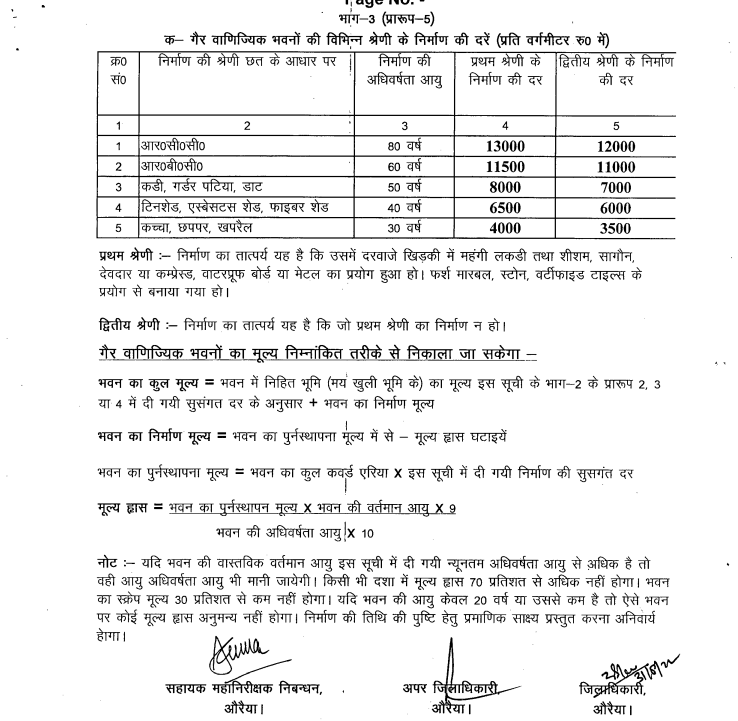 Page No. -
भाग–3 (प्रारूप–5)
क– गैर वाणिज्यिक भवनों की विभिन्न श्रेणी के निर्माण की दरें (प्रति वर्गमीटर रु0 में)
क्र0 सं0 निर्माण की श्रेणी छत के आधार पर निर्माण की अधिवर्षता आयु प्रथम श्रेणी के निर्माण की दर द्वितीय श्रेणी के निर्माण की दर
1 2 3 4 5
1 आर0सी0सी0 80 वर्ष 13000 12000
2 आर0बी0सी0 60 वर्ष 11500 11000
3 कडी, गर्डर पटिया, डाट 50 वर्ष 8000 7000
4 टिनशेड, एस्बेसटस शेड, फाइबर शेड 40 वर्ष 6500 6000
5 कच्चा, छपपर, खपरैल 30 वर्ष 4000 3500
प्रथम श्रेणी :– निर्माण का तात्पर्य यह है कि उसमें दरवाजे खिड़की में महंगी लकडी तथा शीशम, सागौन,
देवदार या कम्प्रेस्ड, वाटरप्रूफ बोर्ड या मेटल का प्रयोग हुआ हो। फर्श मारबल, स्टोन, वर्टीफाइड टाइल्स के
प्रयोग से बनाया गया हो।
द्वितीय श्रेणी :– निर्माण का तात्पर्य यह है कि जो प्रथम श्रेणी का निर्माण न हो।
गैर वाणिज्यिक भवनों का मूल्य निम्नांकित तरीके से निकाला जा सकेगा –
भवन का कुल मूल्य = भवन में निहित भूमि (मय खुली भूमि के) का मूल्य इस सूची के भाग–2 के प्रारूप 2, 3
या 4 में दी गयी सुसंगत दर के अनुसार + भवन का निर्माण मूल्य
भवन का निर्माण मूल्य = भवन का पुर्नस्थापना मूल्य में से – मूल्य ह्रास घटाइयें
भवन का पुर्नस्थापना मूल्य = भवन का कुल कवर्ड एरिया X इस सूची में दी गयी निर्माण की सुसगंत दर
मूल्य ह्रास = भवन का पुर्नस्थापन मूल्य X भवन की वर्तमान आयु X 9
भवन की अधिवर्षता आयु X 10
नोट :– यदि भवन की वास्तविक वर्तमान आयु इस सूची में दी गयी न्यूनतम अधिवर्षता आयु से अधिक है तो
वही आयु अधिवर्षता आयु भी मानी जायेगी। किसी भी दशा में मूल्य ह्रास 70 प्रतिशत से अधिक नहीं होगा। भवन
का स्क्रेप मूल्य 30 प्रतिशत से कम नहीं होगा। यदि भवन की आयु केवल 20 वर्ष या उससे कम है तो ऐसे भवन
पर कोई मूल्य ह्रास अनुमन्य नहीं होगा। निर्माण की तिथि की पुष्टि हेतु प्रमाणिक साक्ष्य प्रस्तुत करना अनिवार्य
होगा।
सहायक महानिरीक्षक निबन्धन, अपर जिलाधिकारी, जिलाधिकारी,
औरैया। औरैया। औरैया।